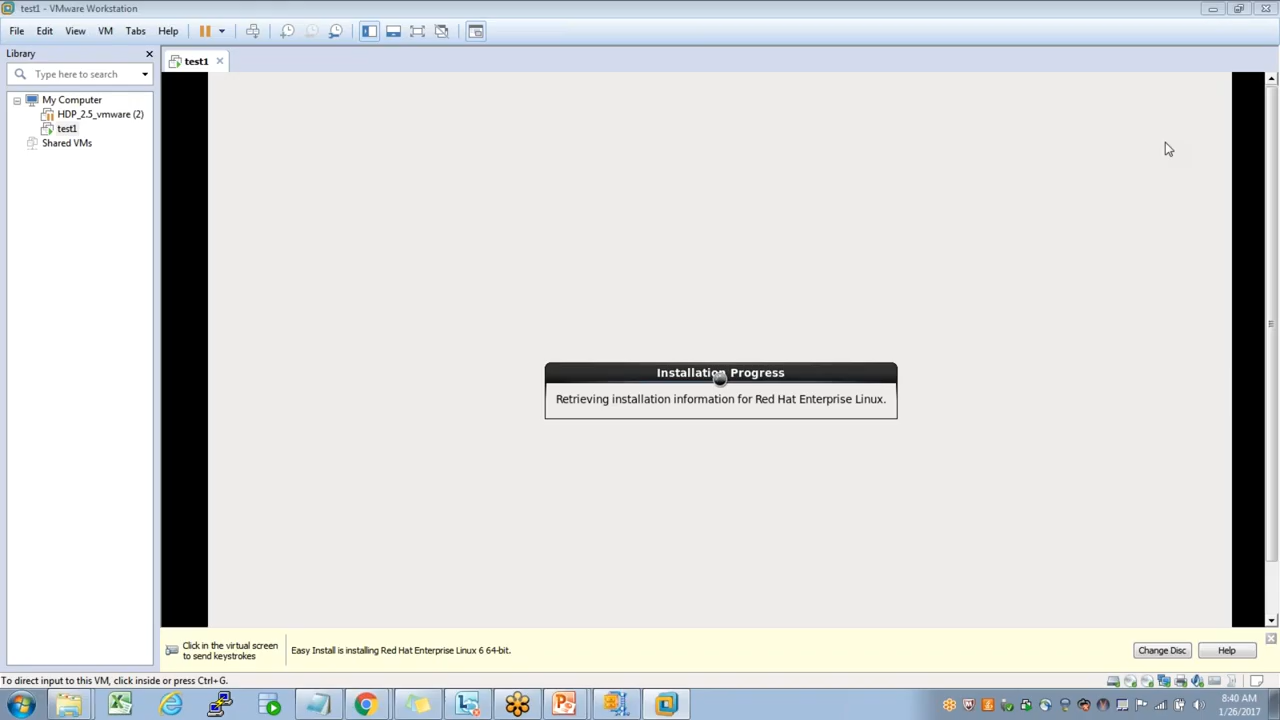 test1 - VMware Workstation
File Edit View VM Tabs Help
Library
Type here to search
test1
My Computer
HDP_2.5_vmware (2)
test1
Shared VMs
Installation Progress
Retrieving installation information for Red Hat Enterprise Linux.
Click in the virtual screen
to send keystrokes
Easy Install is installing Red Hat Enterprise Linux 6 64-bit.
Change Disc
Help
To direct input to this VM, click inside or press Ctrl+G.
8:40 AM
1/26/2017